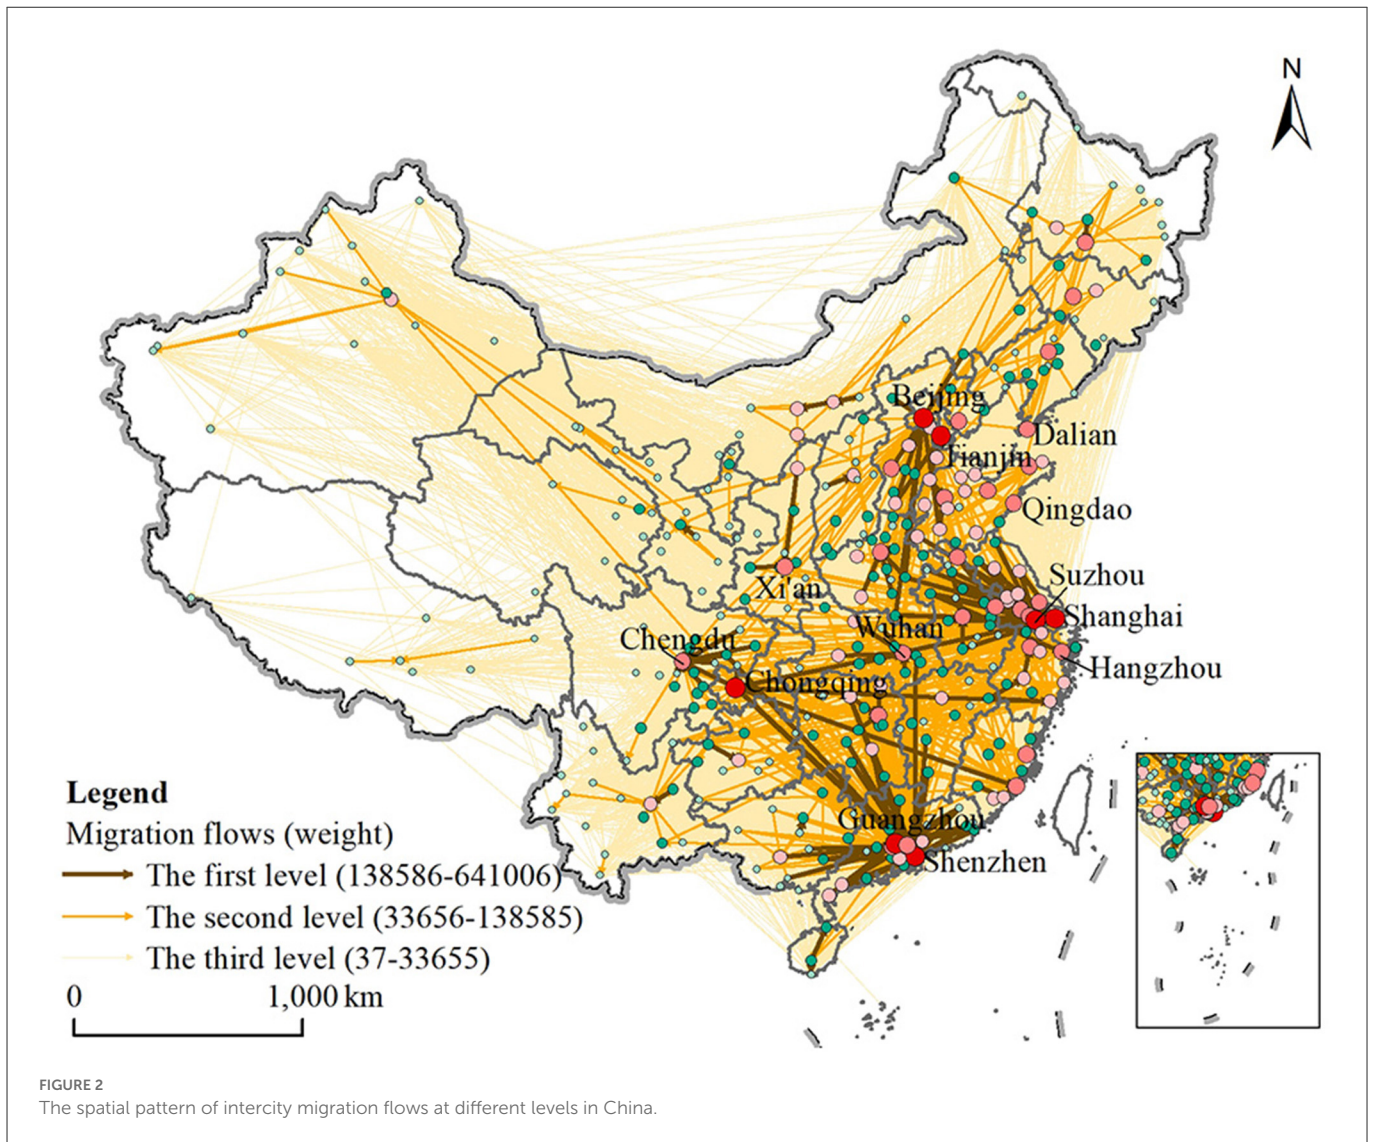 N
Beijing
Dalian
Tianjin
Qingdao
Suzhou
Xi'an
Shanghai
Wuhan
Chengdu
Hangzhou
Chongqing
Guangzhou
Shenzhen
Legend
Migration flows (weight)
The first level (138586-641006)
The second level (33656-138585)
The third level (37-33655)
0 1,000 km
FIGURE 2
The spatial pattern of intercity migration flows at different levels in China.